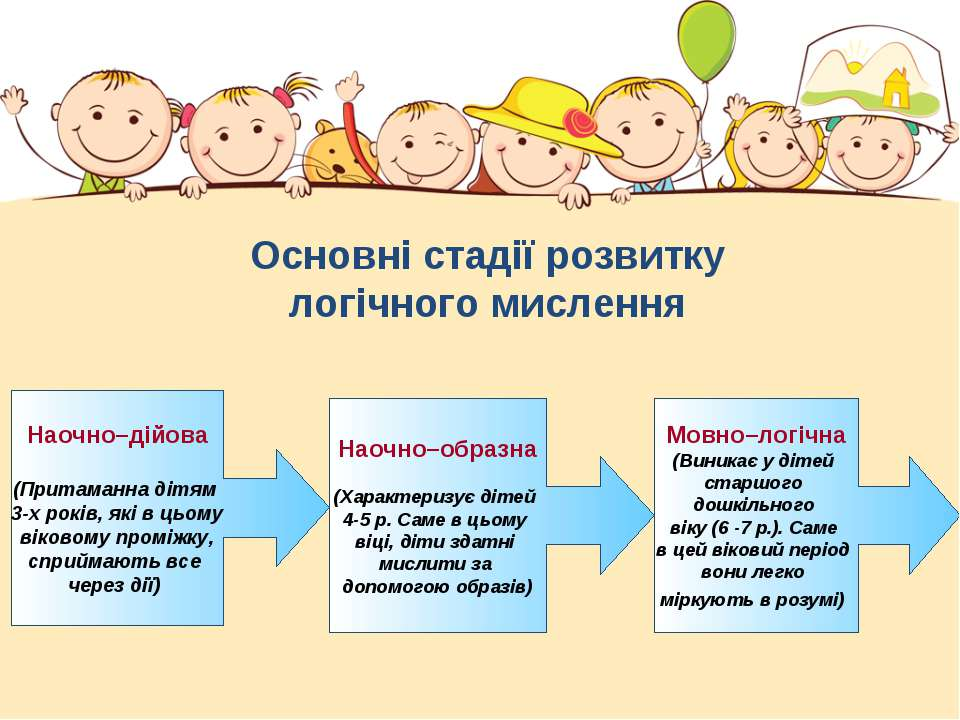 Основні стадії розвитку
логічного мислення
Наочно–дійова
(Притаманна дітям
3-х років, які в цьому
віковому проміжку,
сприймають все
через дії)
Наочно–образна
(Характеризує дітей
4-5 р. Саме в цьому
віці, діти здатні
мислити за
допомогою образів)
Мовно–логічна
(Виникає у дітей
старшого
дошкільного
віку (6 -7 р.). Саме
в цей віковий період
вони легко
міркують в розумі)